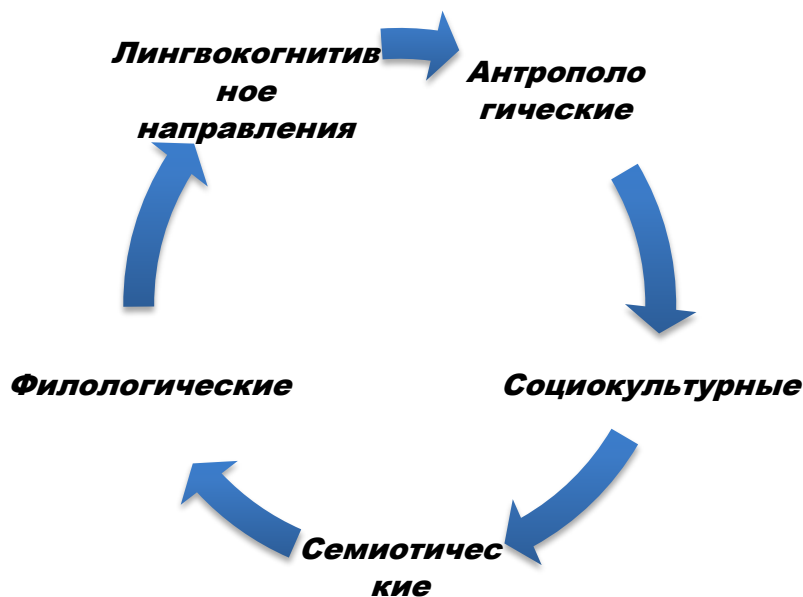 Лингвокогнитив
ное
направления
Антрополо
гические
Социокультурные
Семиотичес
кие
Филологические